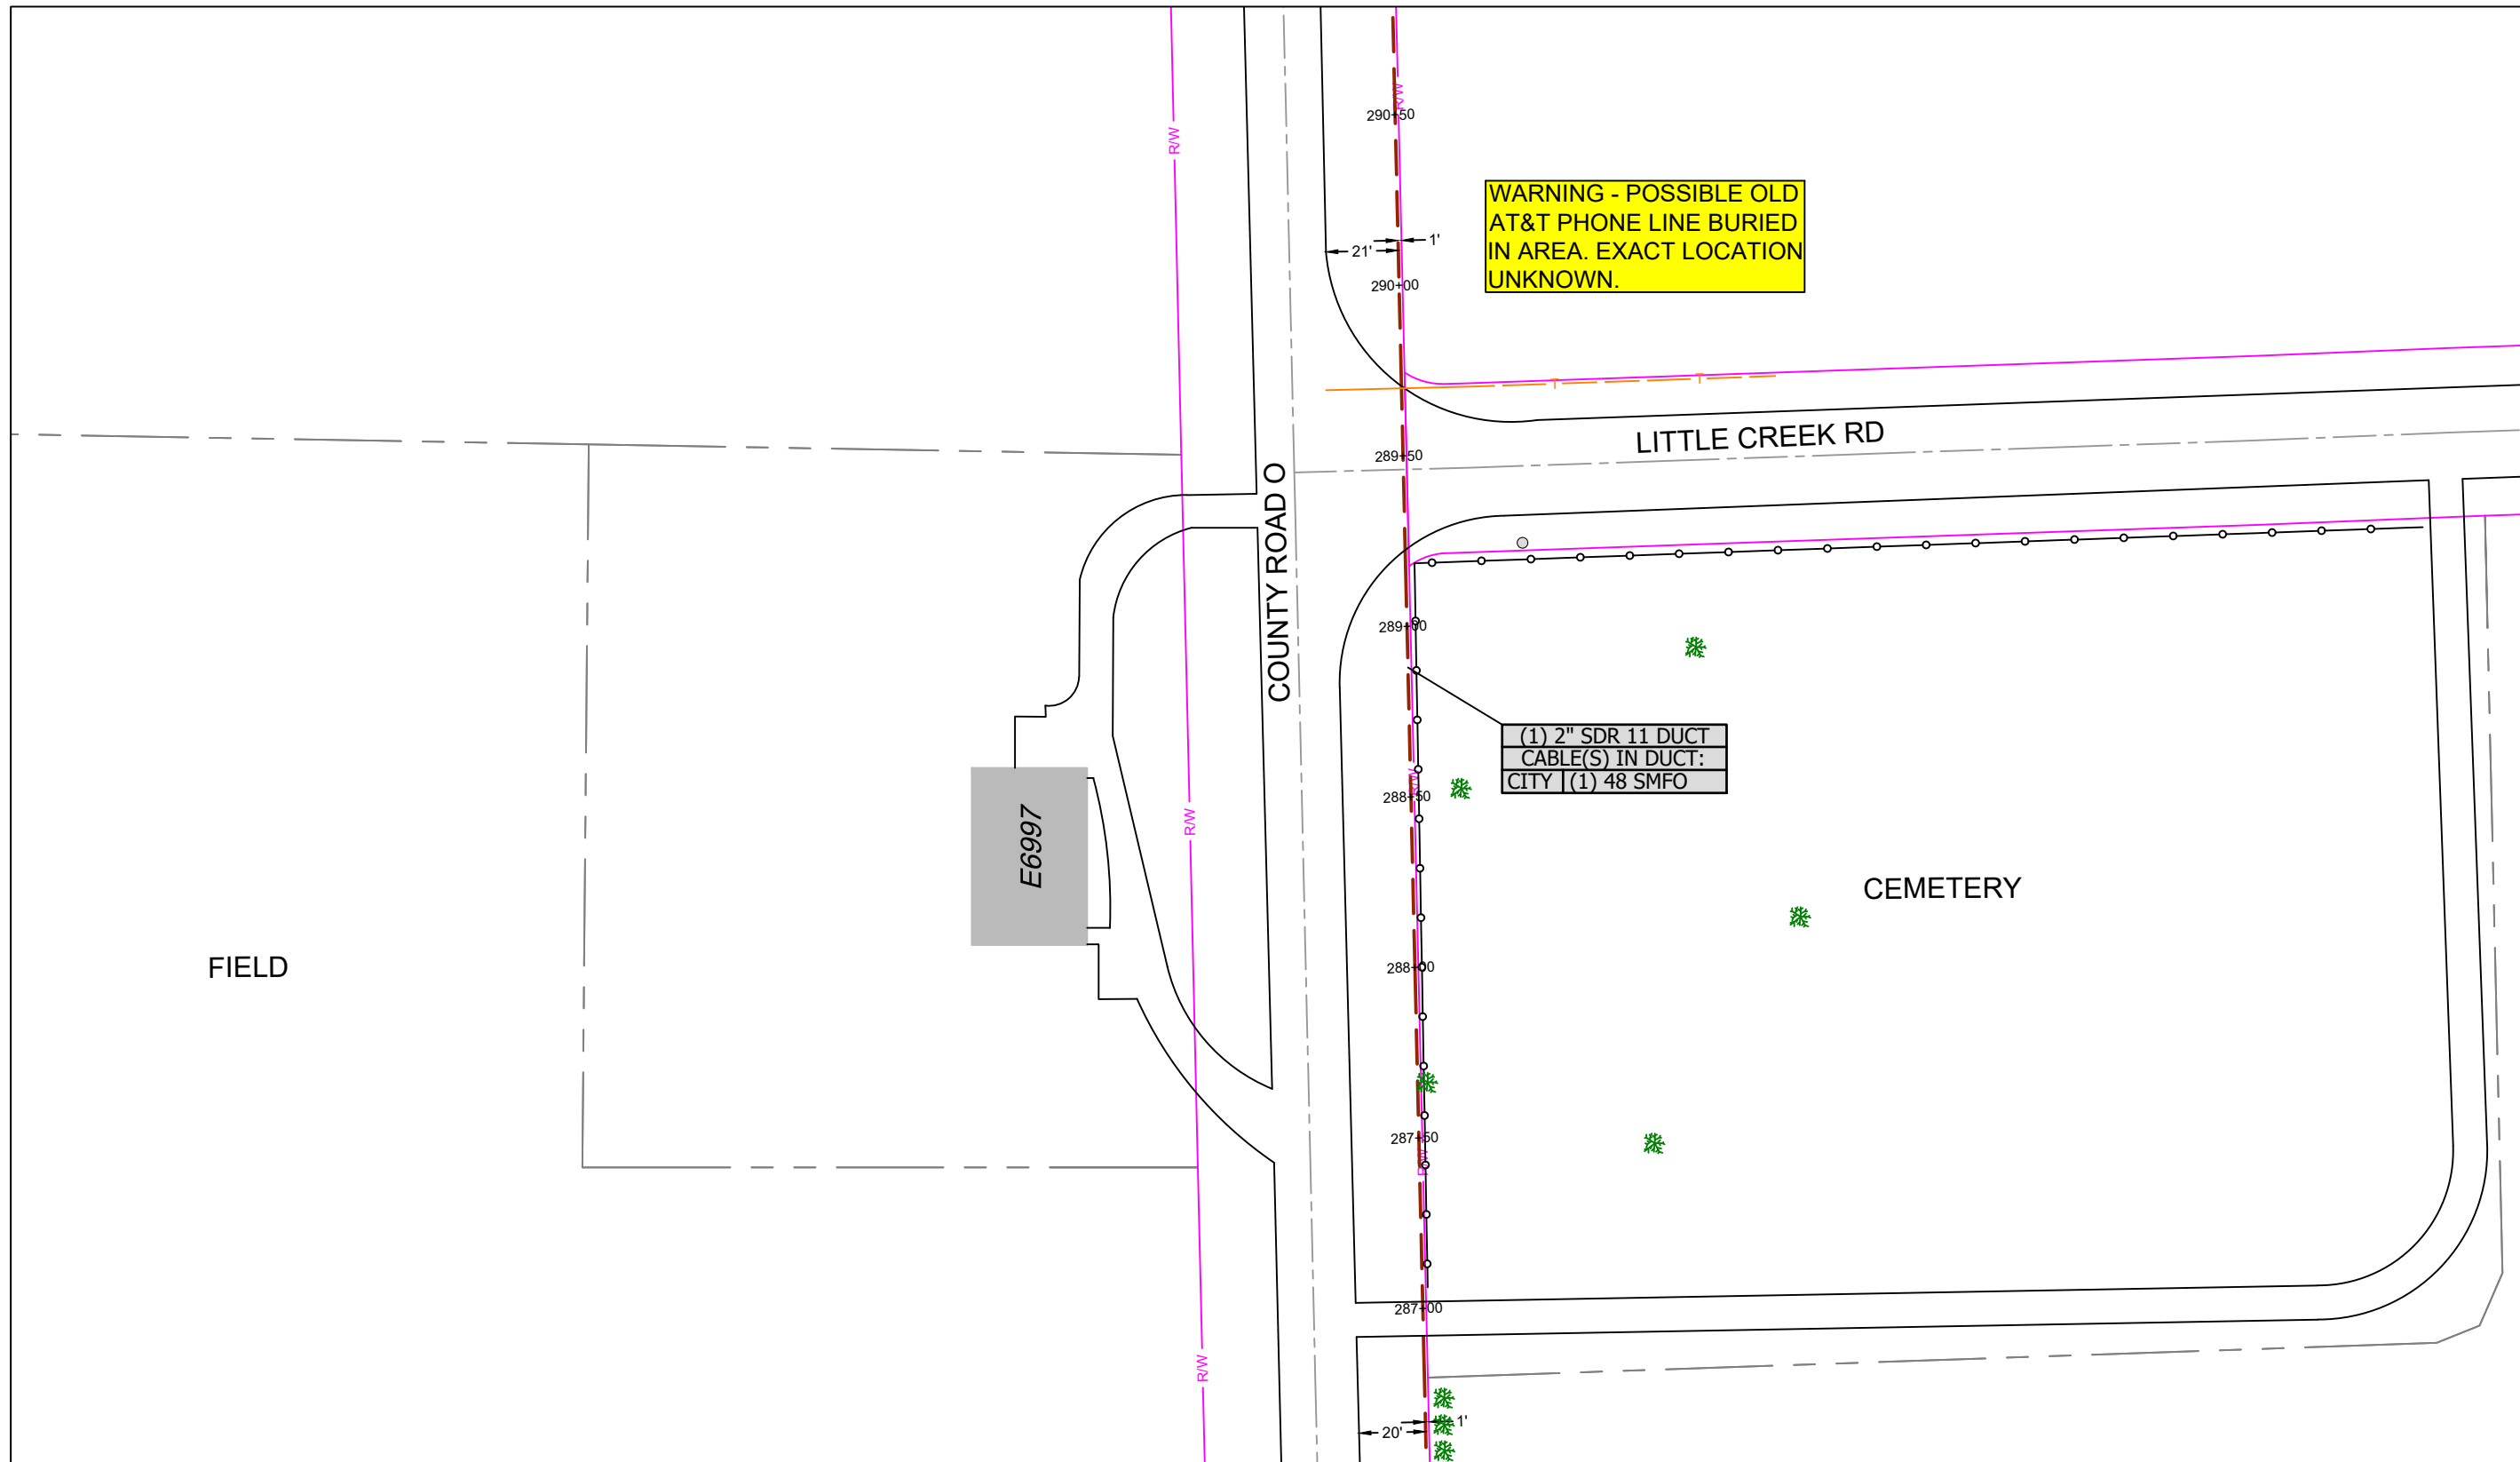 R/W
290+50
R/W
WARNING - POSSIBLE OLD
AT&T PHONE LINE BURIED
IN AREA. EXACT LOCATION
UNKNOWN.
1'
21'
290+00
T
T
LITTLE CREEK RD
289+50
COUNTY ROAD O
289+00
(1) 2" SDR 11 DUCT
CABLE(S) IN DUCT:
CITY (1) 48 SMFO
R/W
288+50
R/W
E6997
CEMETERY
FIELD
288+00
287+50
R/W
287+00
R/W
1'
20'